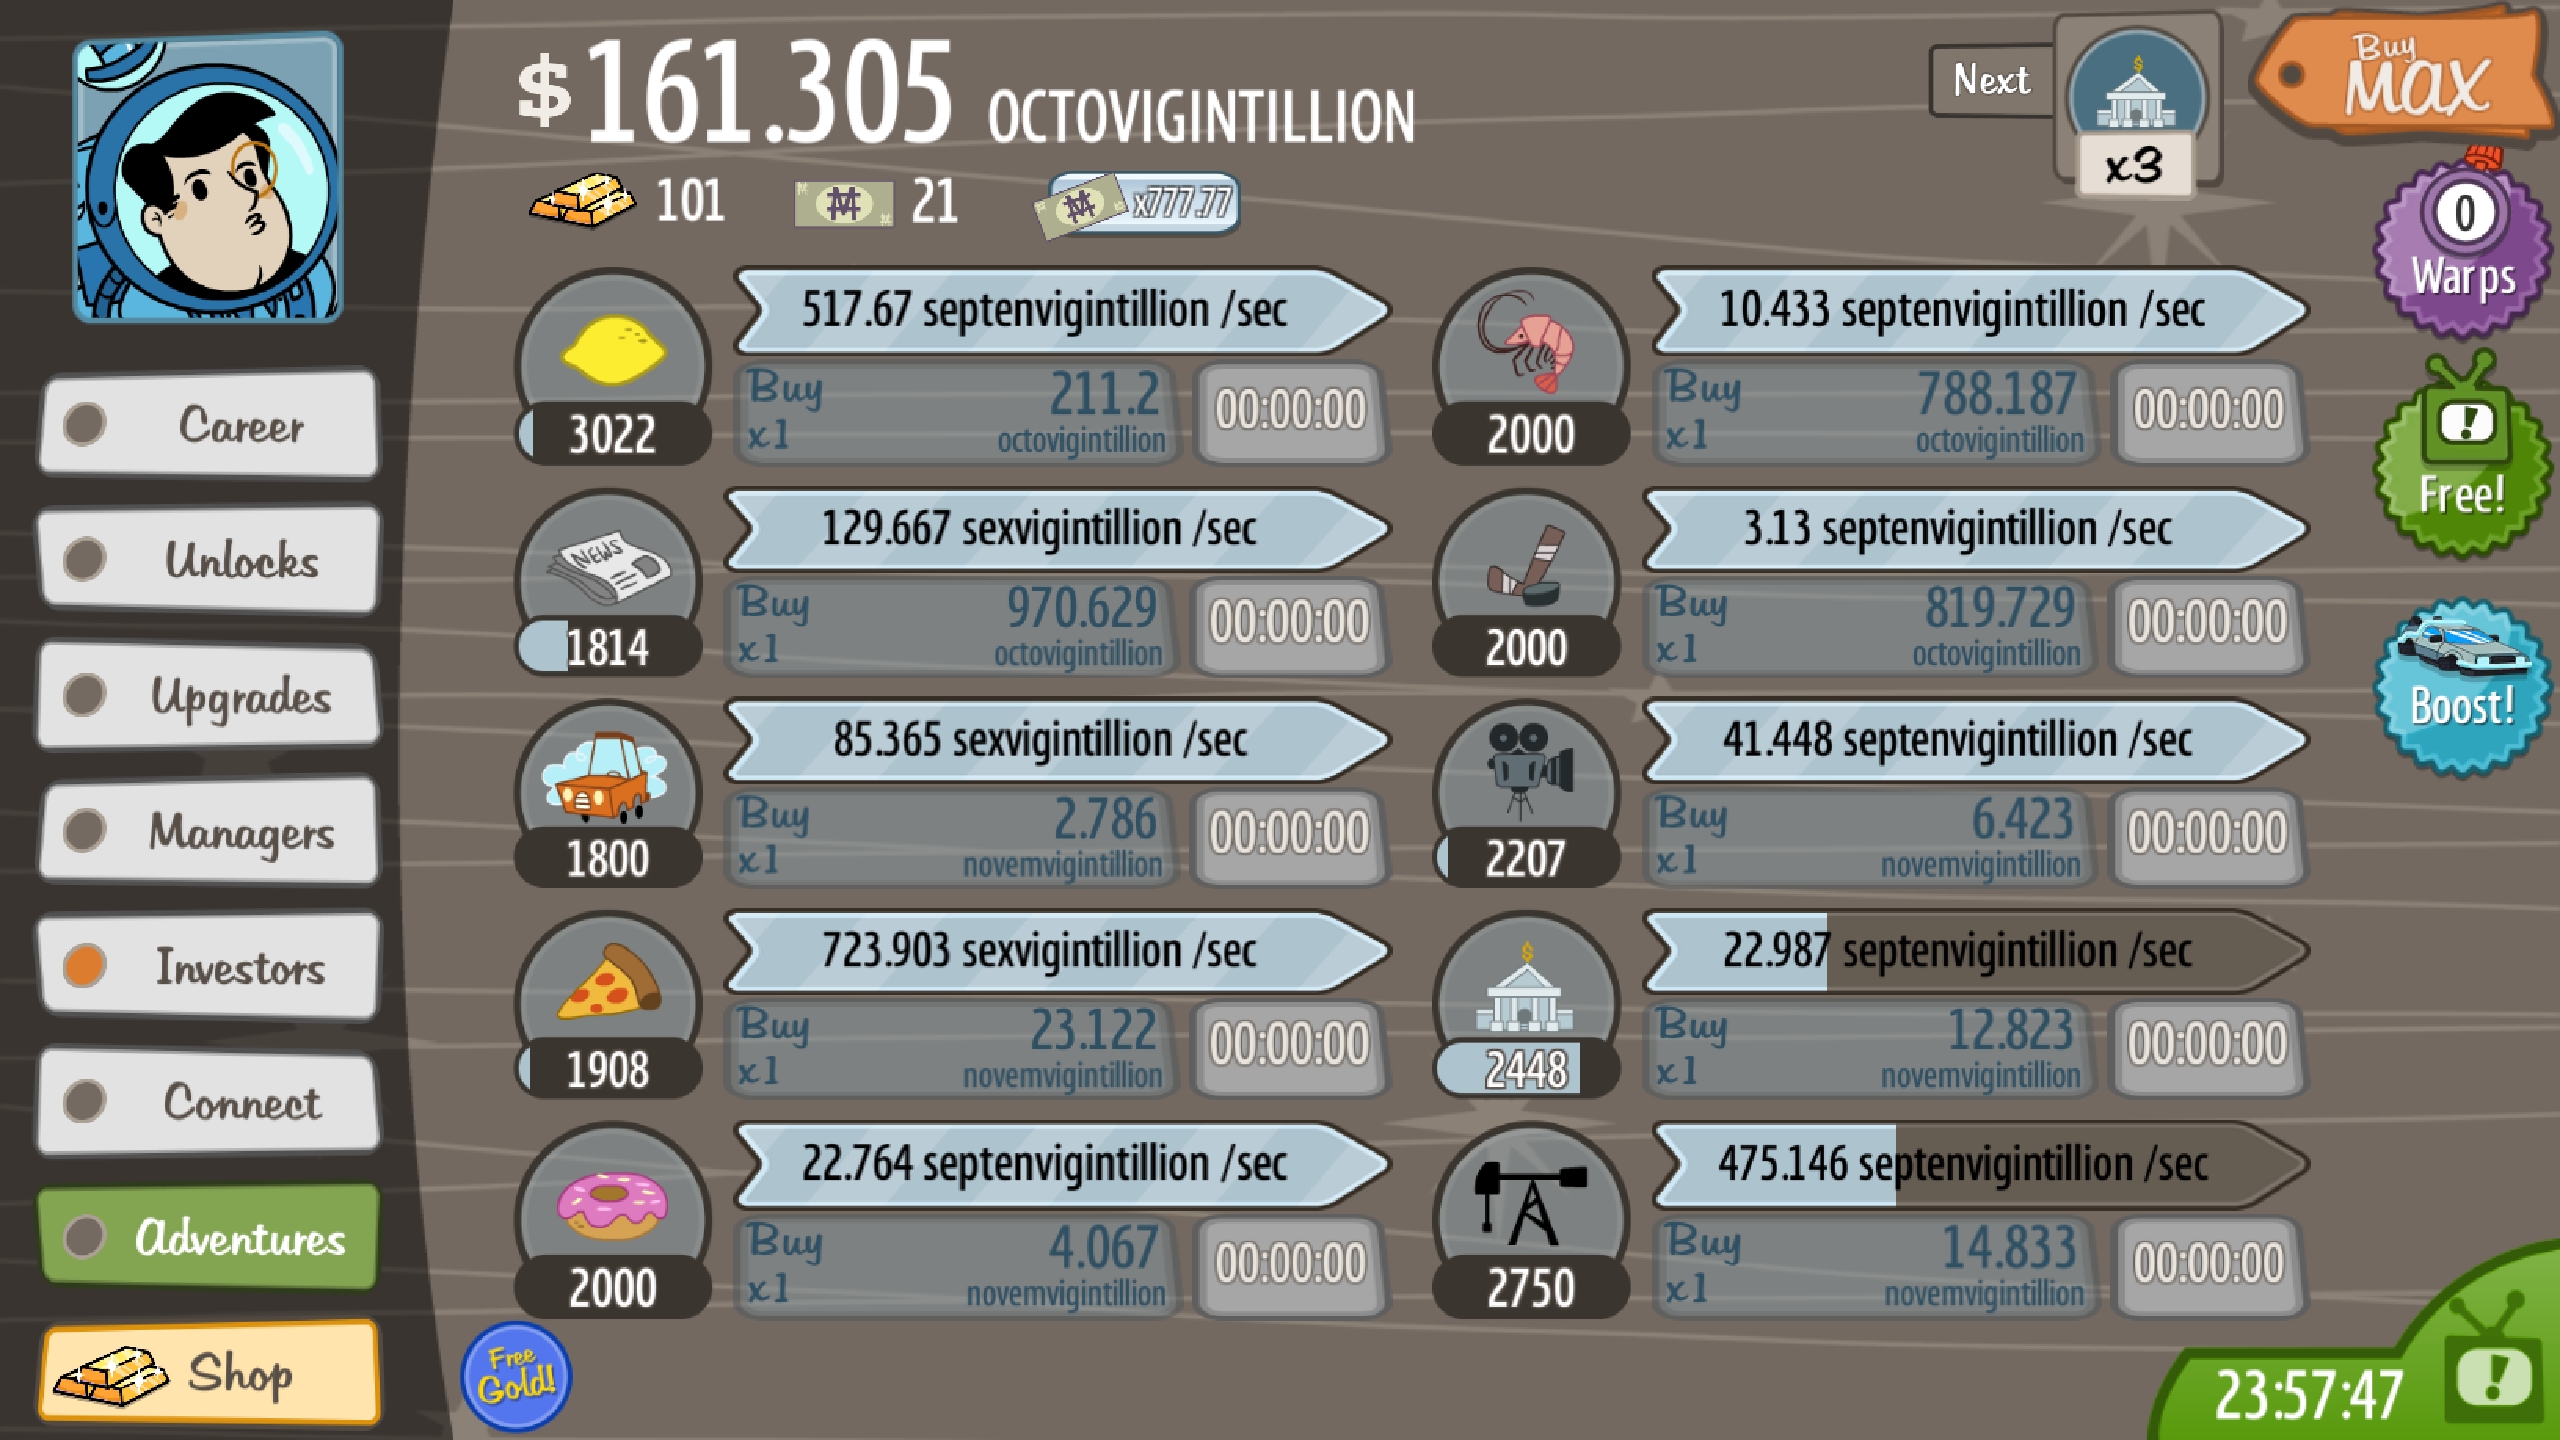 $161.305 OCTOVIGINTILLION
101
21
x777.77
Next
x3
Buy
MAX
0
Warps
!
Free!
Boost!
Career
Unlocks
Upgrades
Managers
Investors
Connect
Adventures
Shop
517.67 septenvigintillion /sec
Buy 211.2
x1 octovigintillion
00:00:00
3022
NEWS
129.667 sexvigintillion /sec
Buy 970.629
x1 octovigintillion
00:00:00
1814
85.365 sexvigintillion /sec
Buy 2.786
x1 novemvigintillion
00:00:00
1800
723.903 sexvigintillion /sec
Buy 23.122
x1 novemvigintillion
00:00:00
1908
22.764 septenvigintillion /sec
Buy 4.067
x1 novemvigintillion
00:00:00
2000
10.433 septenvigintillion /sec
Buy 788.187
x1 octovigintillion
00:00:00
2000
3.13 septenvigintillion /sec
Buy 819.729
x1 octovigintillion
00:00:00
2000
41.448 septenvigintillion /sec
Buy 6.423
x1 novemvigintillion
00:00:00
2207
$
22.987 septenvigintillion /sec
Buy 12.823
x1 novemvigintillion
00:00:00
2448
475.146 septenvigintillion /sec
Buy 14.833
x1 novemvigintillion
00:00:00
2750
Free
Gold!
23:57:47
!